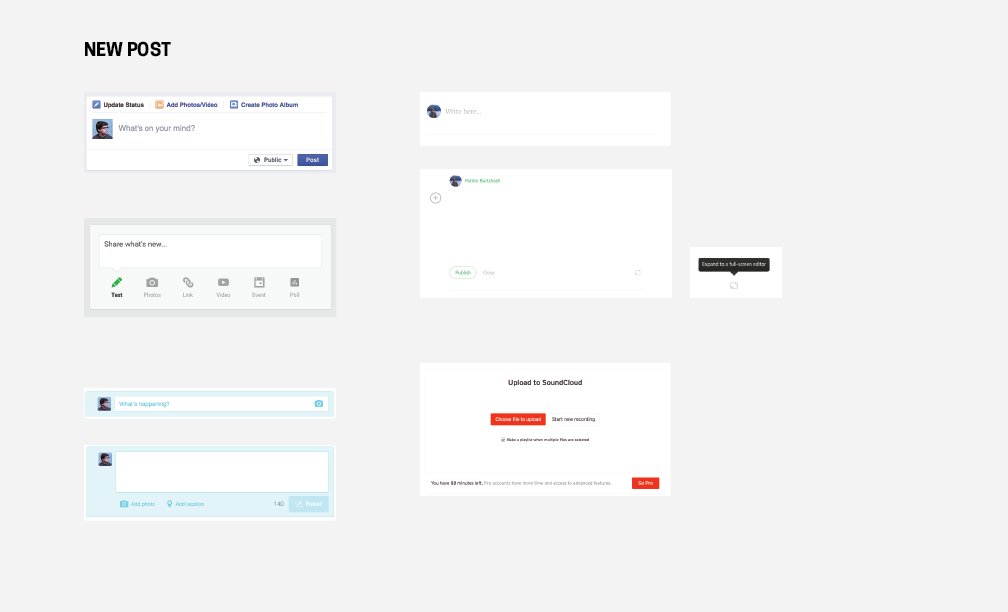 NEW POST
Update Status Add Photos/Video Create Photo Album
What's on your mind?
Public Post
Share what's new...
Text Photos Link Video Event Poll
What's happening?
Add photo Add location 140 Tweet
Write here...
Publish Close
Expand to a full-screen editor
Upload to SoundCloud
Choose file to upload Start new recording
Make a playlist when multiple files are selected
You have 88 minutes left. Pro accounts have more time and access to advanced features. Go Pro